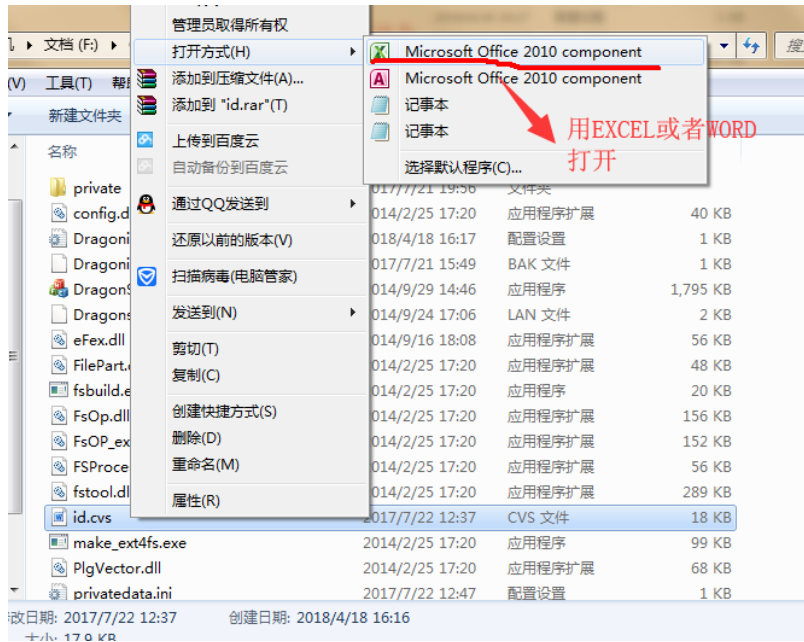 文档 (F:)
(V) 工具(T)
新建文件夹
名称
管理员取得所有权
打开方式(H)
添加到压缩文件(A)...
添加到 "id.rar"(T)
上传到百度云
自动备份到百度云
通过QQ发送到
还原以前的版本(V)
扫描病毒(电脑管家)
发送到(N)
剪切(T)
复制(C)
创建快捷方式(S)
删除(D)
重命名(M)
属性(R)
Microsoft Office 2010 component
Microsoft Office 2010 component
记事本
记事本
选择默认程序(C)...
用EXCEL或者WORD
打开
private 2017/7/21 19:56 文件夹
config.d 2014/2/25 17:20 应用程序扩展 40 KB
Dragoni 2018/4/18 16:17 配置设置 1 KB
Dragoni 2017/7/21 15:49 BAK 文件 1 KB
DragonS 2014/9/29 14:46 应用程序 1,795 KB
Dragons 2014/9/24 17:06 LAN 文件 2 KB
eFex.dll 2014/9/16 18:08 应用程序扩展 56 KB
FilePart. 2014/2/25 17:20 应用程序扩展 48 KB
fsbuild.e 2014/2/25 17:20 应用程序 20 KB
FsOp.dll 2014/2/25 17:20 应用程序扩展 156 KB
FsOP_ex 2014/2/25 17:20 应用程序扩展 152 KB
FSProce 2014/2/25 17:20 应用程序扩展 56 KB
fstool.dl 2014/2/25 17:20 应用程序扩展 289 KB
id.cvs 2017/7/22 12:37 CVS 文件 18 KB
make_ext4fs.exe 2014/2/25 17:20 应用程序 99 KB
PlgVector.dll 2014/2/25 17:20 应用程序扩展 68 KB
privatedata.ini 2017/7/22 12:47 配置设置 1 KB
修改日期: 2017/7/22 12:37 创建日期: 2018/4/18 16:16
大小: 17.9 KB